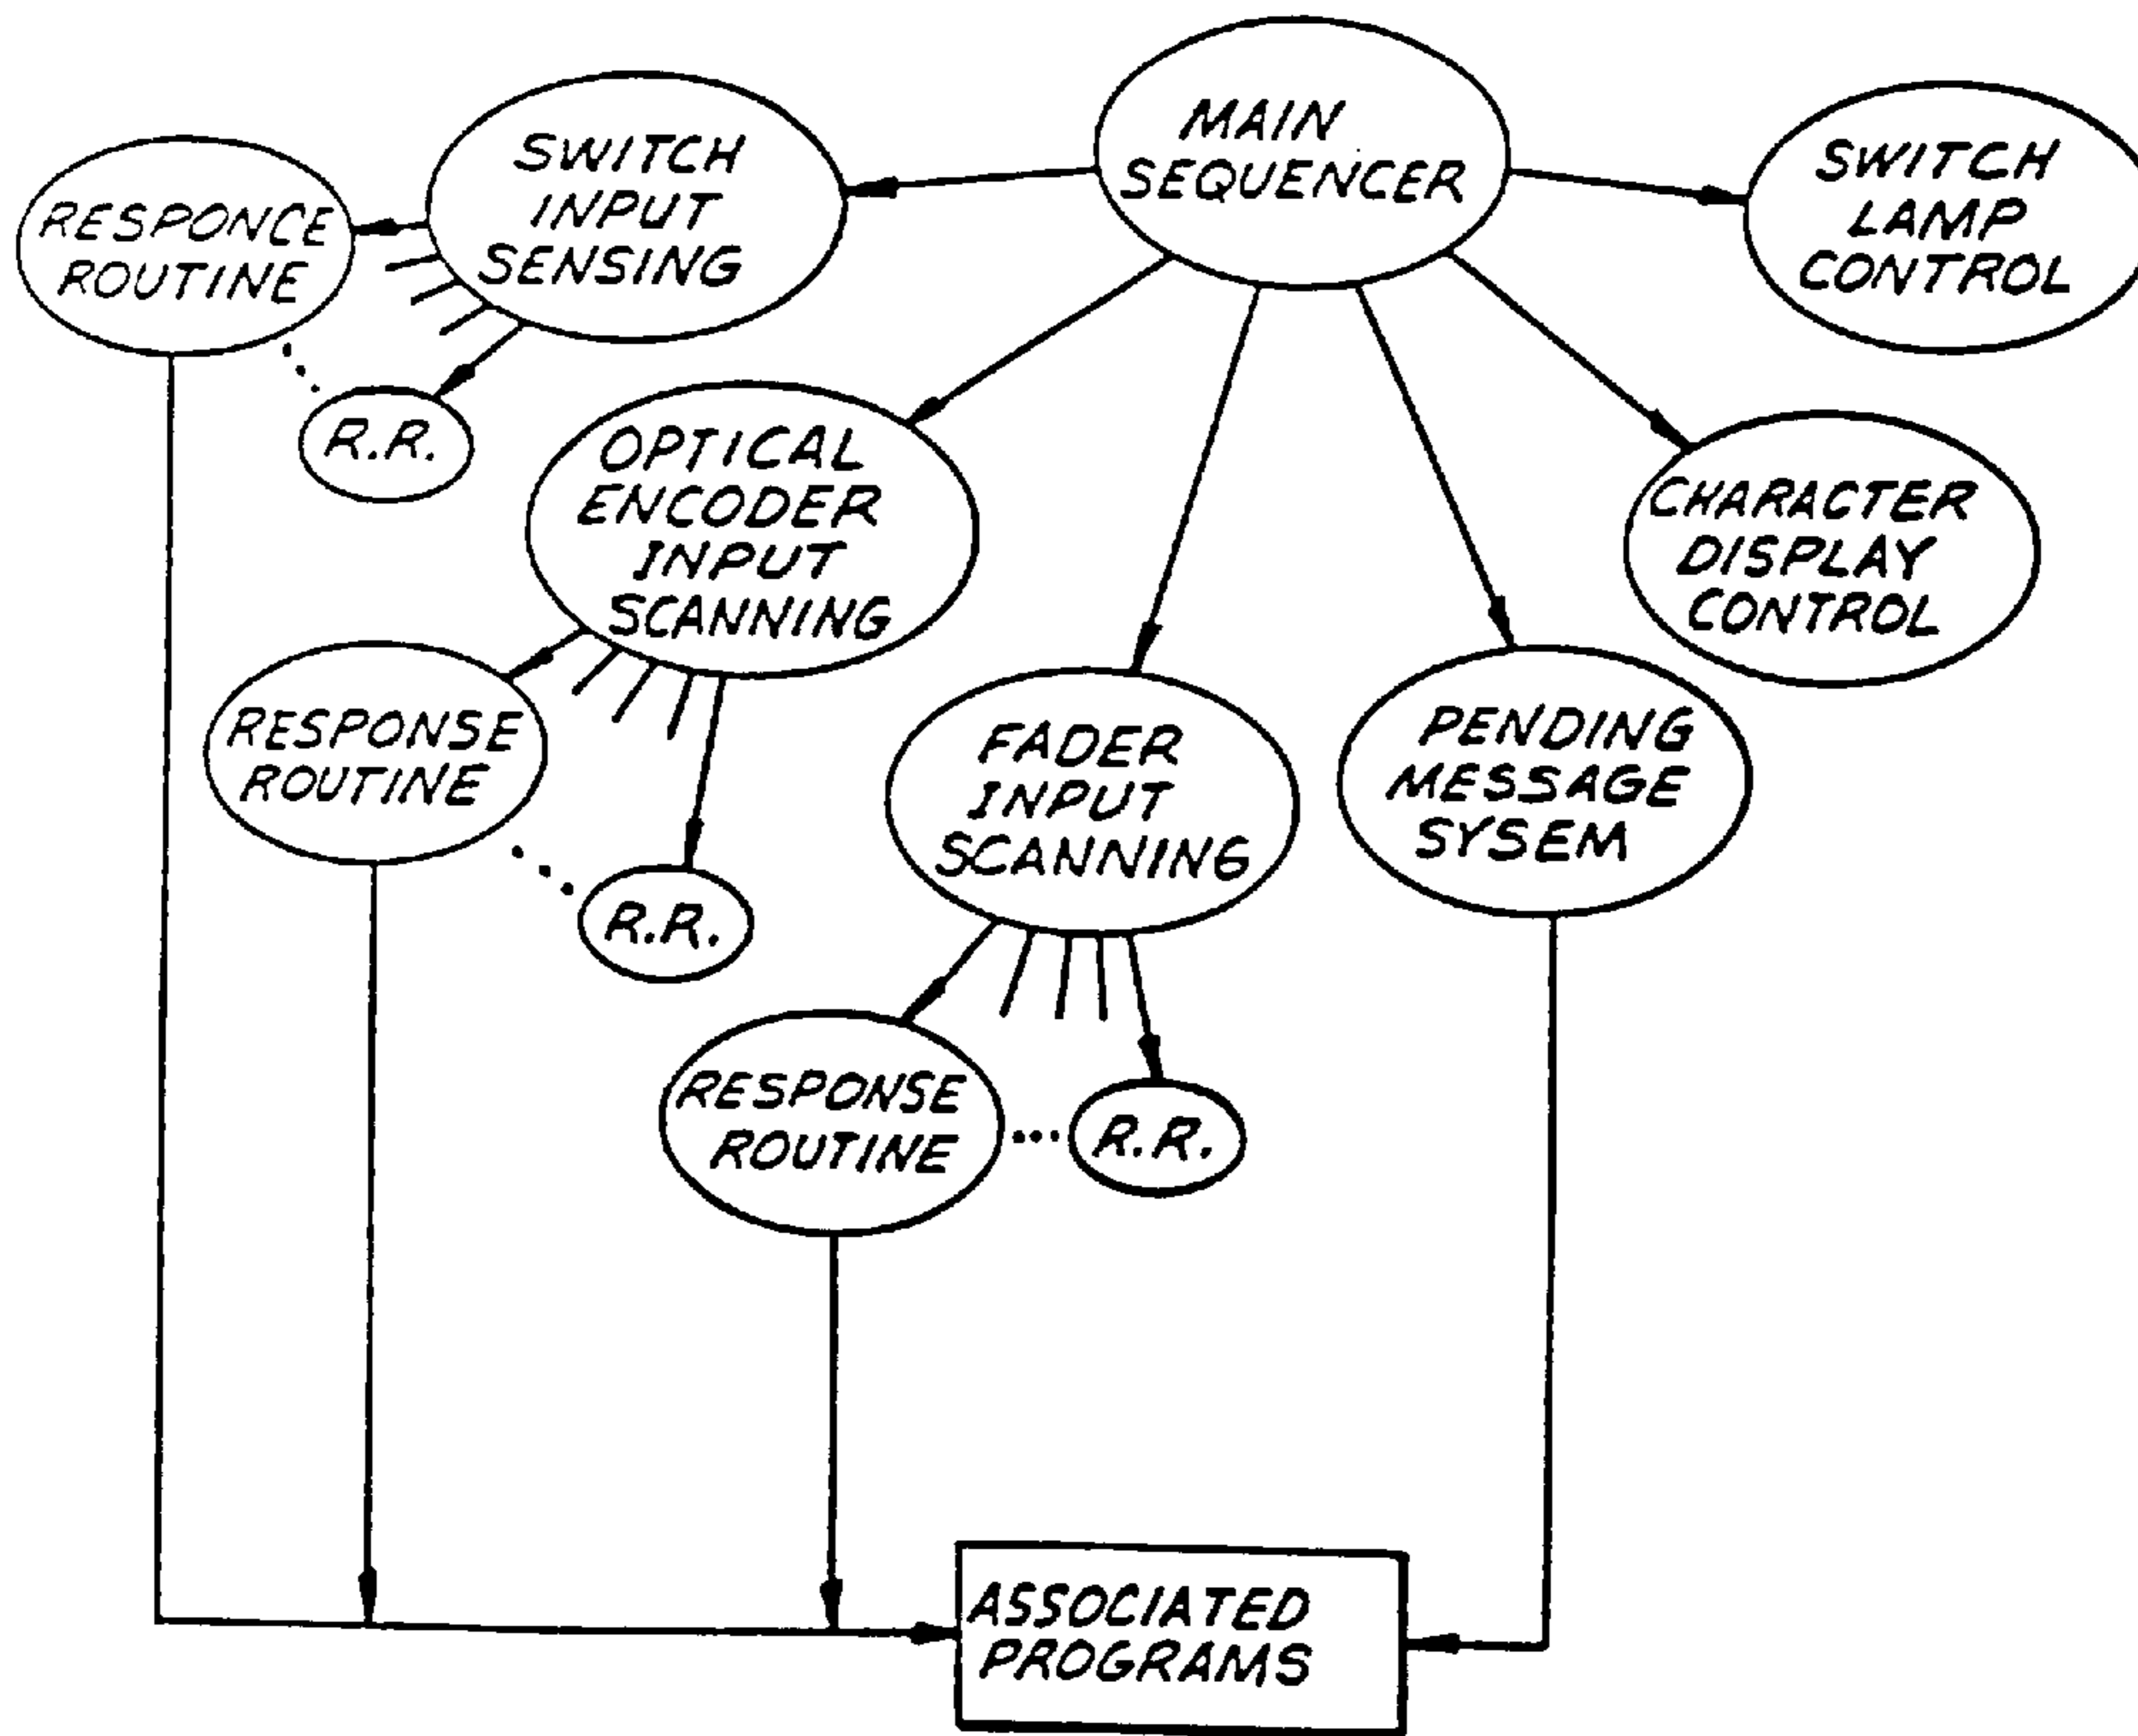 MAIN
SEQUENCER
SWITCH
INPUT
SENSING
SWITCH
LAMP
CONTROL
RESPONCE
ROUTINE
R.R.
OPTICAL
ENCODER
INPUT
SCANNING
CHARACTER
DISPLAY
CONTROL
RESPONSE
ROUTINE
R.R.
FADER
INPUT
SCANNING
PENDING
MESSAGE
SYSEM
RESPONSE
ROUTINE
R.R.
ASSOCIATED
PROGRAMS